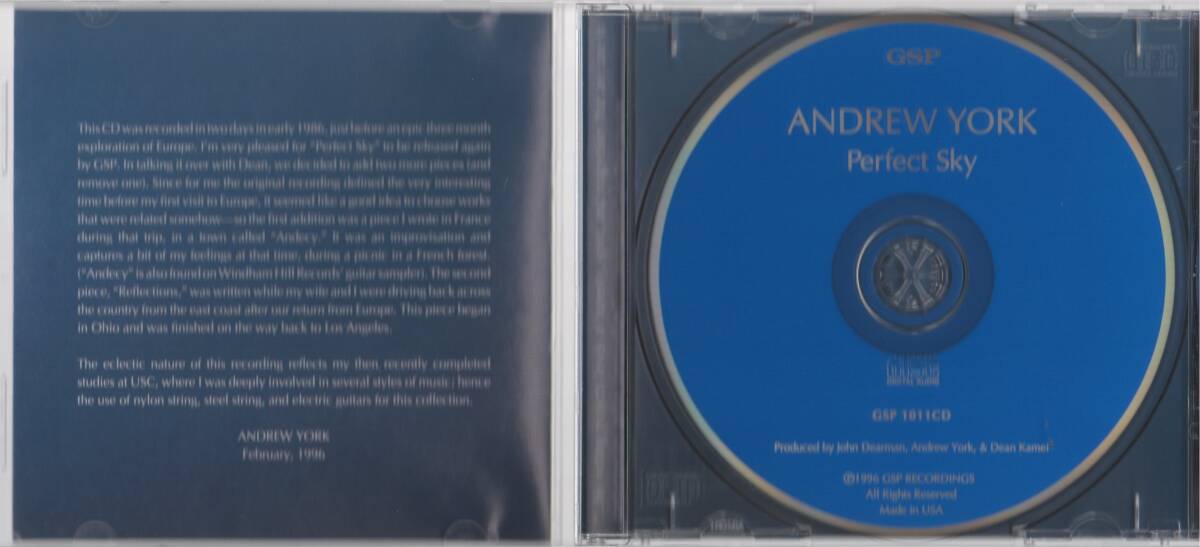 This CD was recorded in two days in early 1986, just before an epic three month
exploration of Europe. I'm very pleased for "Perfect Sky" to be released again
by GSP. In talking it over with Dean, we decided to add two more pieces (and
remove one). Since for me the original recording defined the very interesting
time before my first visit to Europe, it seemed like a good idea to choose works
that were related somehow—so the first addition was a piece I wrote in France
during that trip, in a town called "Andecy." It was an improvisation and
captures a bit of my feelings at that time, during a picnic in a French forest.
("Andecy" is also found on Windham Hill Records' guitar sampler). The second
piece, "Reflections," was written while my wife and I were driving back across
the country from the east coast after our return from Europe. This piece began
in Ohio and was finished on the way back to Los Angeles.
The eclectic nature of this recording reflects my then recently completed
studies at USC, where I was deeply involved in several styles of music; hence
the use of nylon string, steel string, and electric guitars for this collection.
ANDREW YORK
February, 1996
GSP
ANDREW YORK
Perfect Sky
DIGITAL AUDIO
GSP 1011CD
Produced by John Dearman, Andrew York, & Dean Kamei
℗1996 GSP RECORDINGS
All Rights Reserved
Made in USA